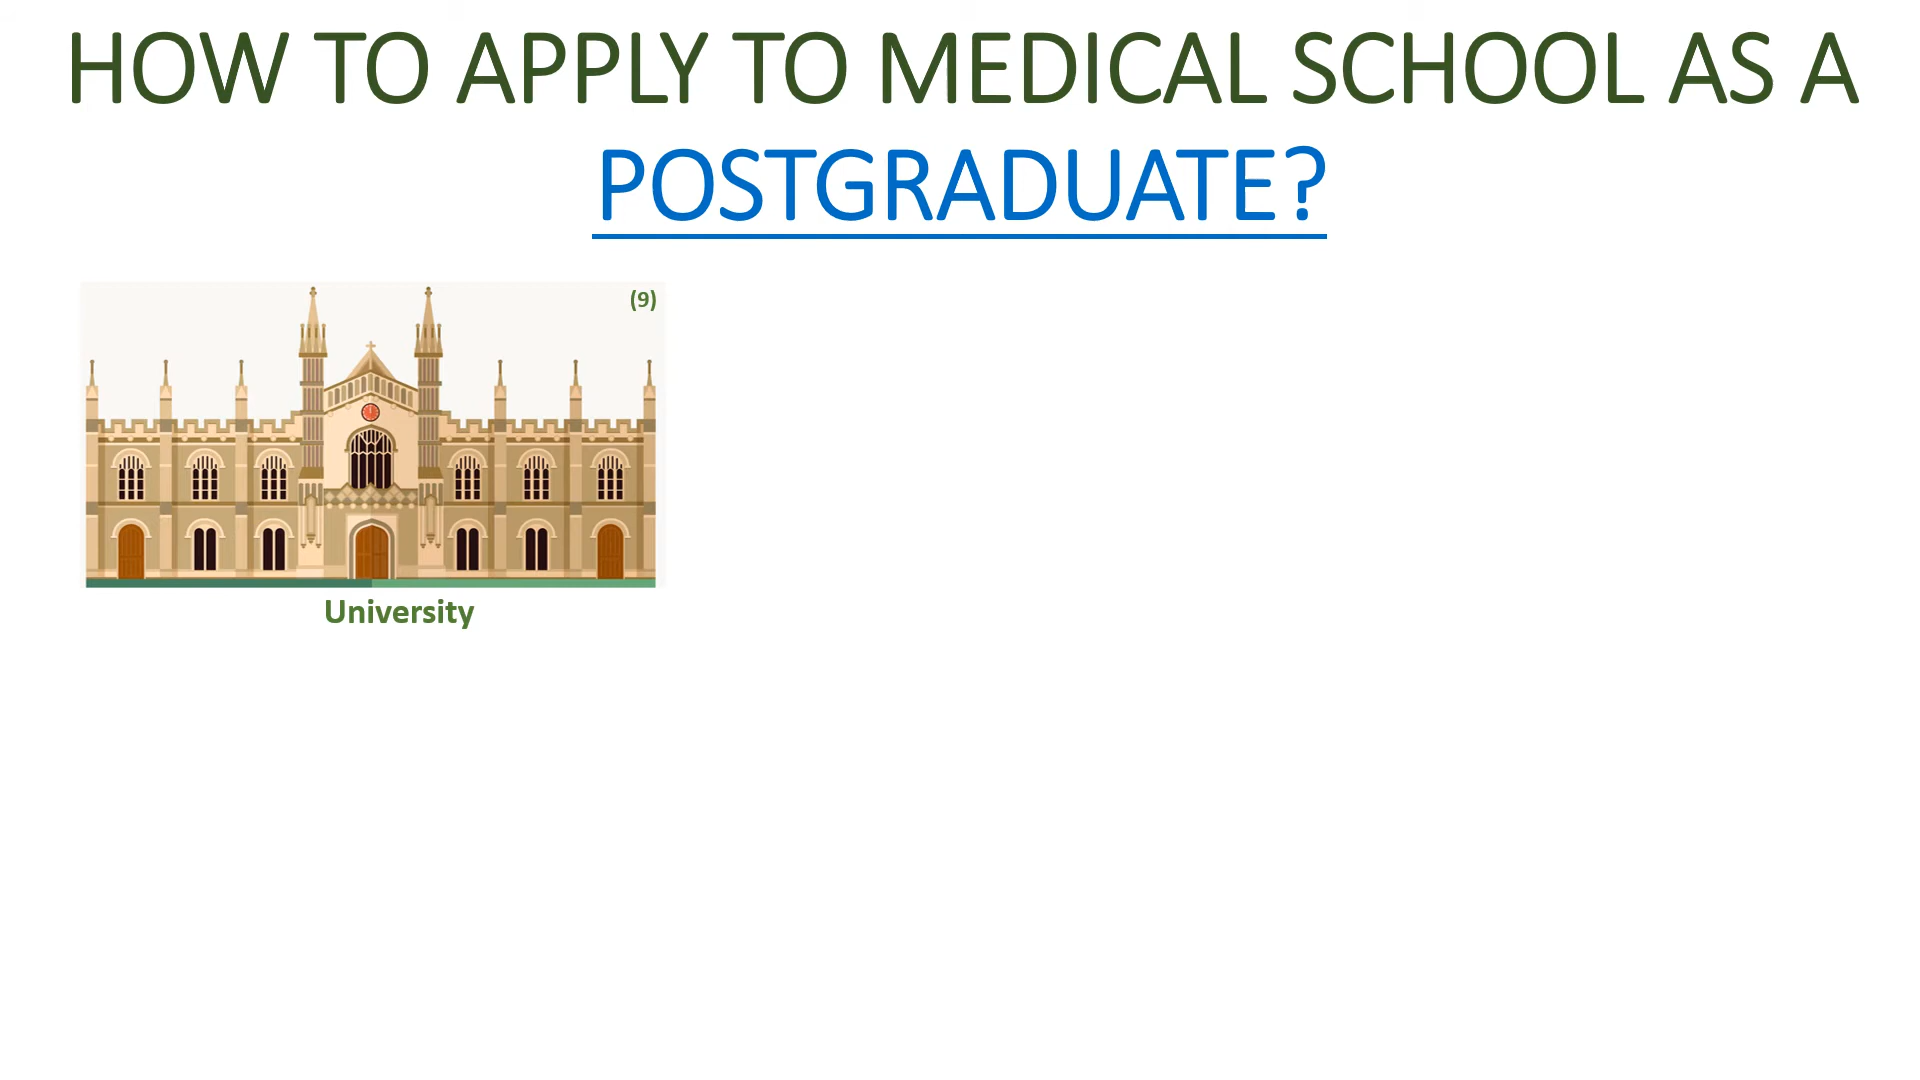 HOW TO APPLY TO MEDICAL SCHOOL AS A
POSTGRADUATE?
(9)
University